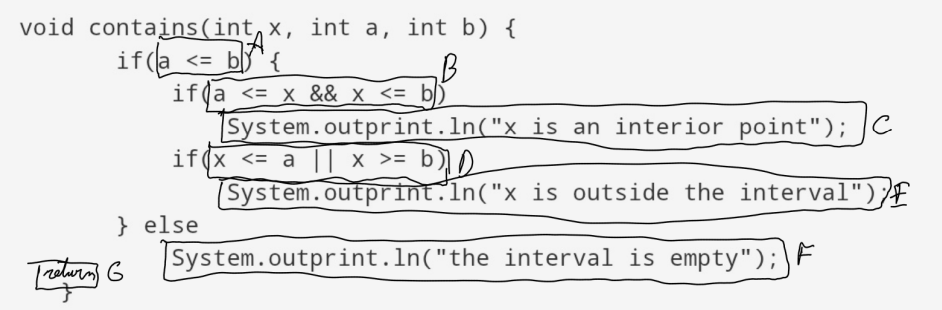 void contains(int x, int a, int b) {
if(a <= b) { A
if(a <= x && x <= b) B
System.outprint.ln("x is an interior point"); C
if(x <= a || x >= b) D
System.outprint.ln("x is outside the interval"); E
} else
System.outprint.ln("the interval is empty"); F
return G
}